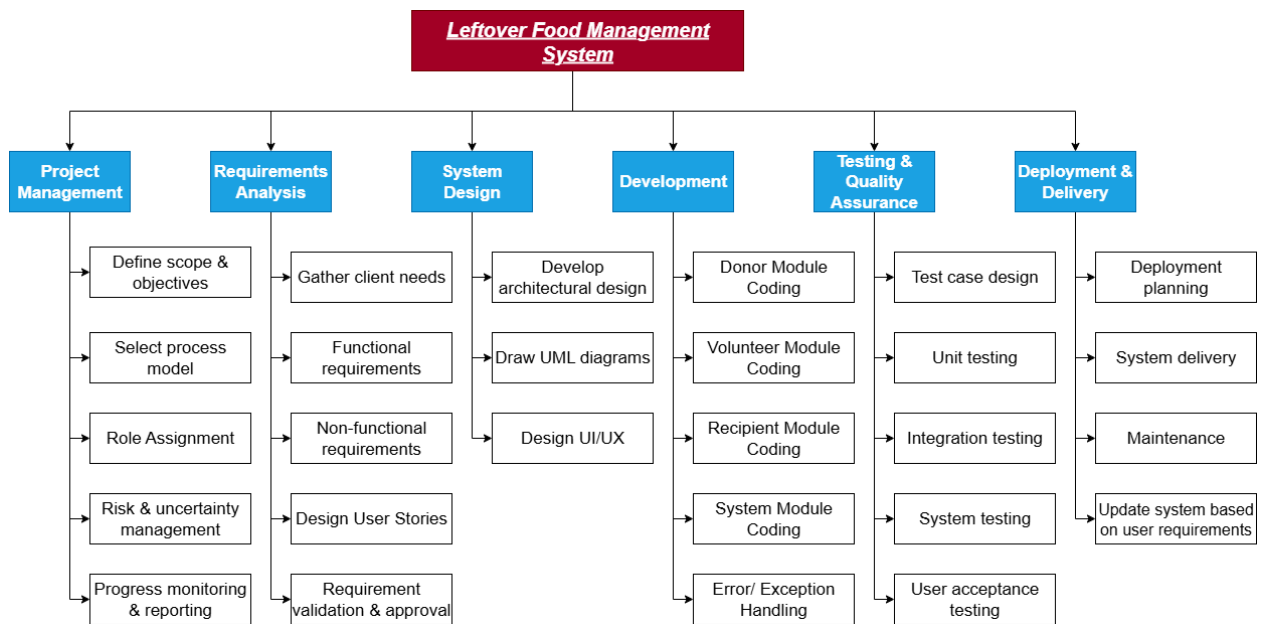 Leftover Food Management
System
Project
Management
Define scope &
objectives
Select process
model
Role Assignment
Risk & uncertainty
management
Progress monitoring
& reporting
Requirements
Analysis
Gather client needs
Functional
requirements
Non-functional
requirements
Design User Stories
Requirement
validation & approval
System
Design
Develop
architectural design
Draw UML diagrams
Design UI/UX
Development
Donor Module
Coding
Volunteer Module
Coding
Recipient Module
Coding
System Module
Coding
Error/ Exception
Handling
Testing &
Quality
Assurance
Test case design
Unit testing
Integration testing
System testing
User acceptance
testing
Deployment &
Delivery
Deployment
planning
System delivery
Maintenance
Update system based
on user requirements